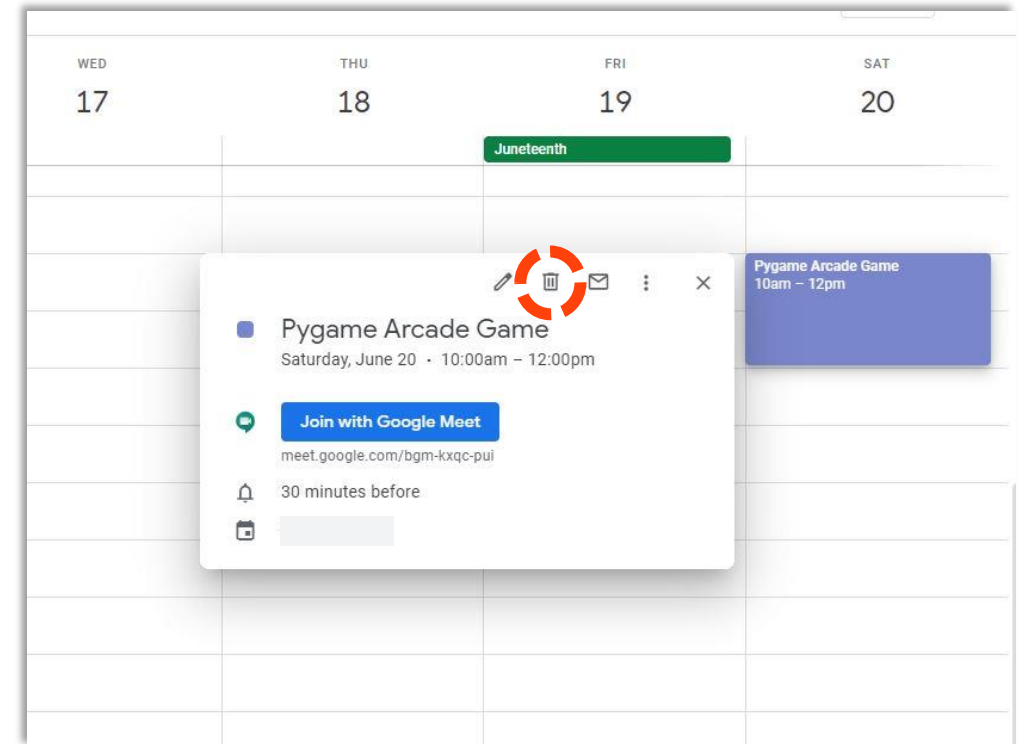 WED THU FRI SAT
17 18 19 20
Juneteenth
Pygame Arcade Game
10am – 12pm
Pygame Arcade Game
Saturday, June 20 · 10:00am – 12:00pm
Join with Google Meet
meet.google.com/bgm-kxqc-pui
30 minutes before